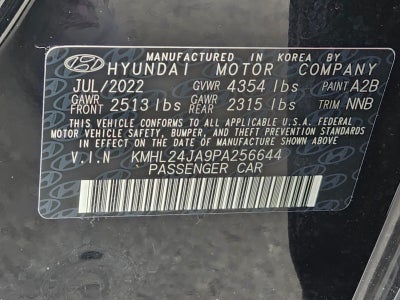 MANUFACTURED IN KOREA BY
HYUNDAI MOTOR COMPANY
JUL/2022 GVWR 4354 lbs PAINT A2B
GAWR FRONT 2513 lbs GAWR REAR 2315 lbs TRIM NNB
THIS VEHICLE CONFORMS TO ALL APPLICABLE U.S.A. FEDERAL
MOTOR VEHICLE SAFETY, BUMPER, AND THEFT PREVENTION STANDARDS
IN EFFECT ON THE DATE OF MANUFACTURE SHOWN ABOVE.
V.I.N KMHL24JA9PA256644
PASSENGER CAR